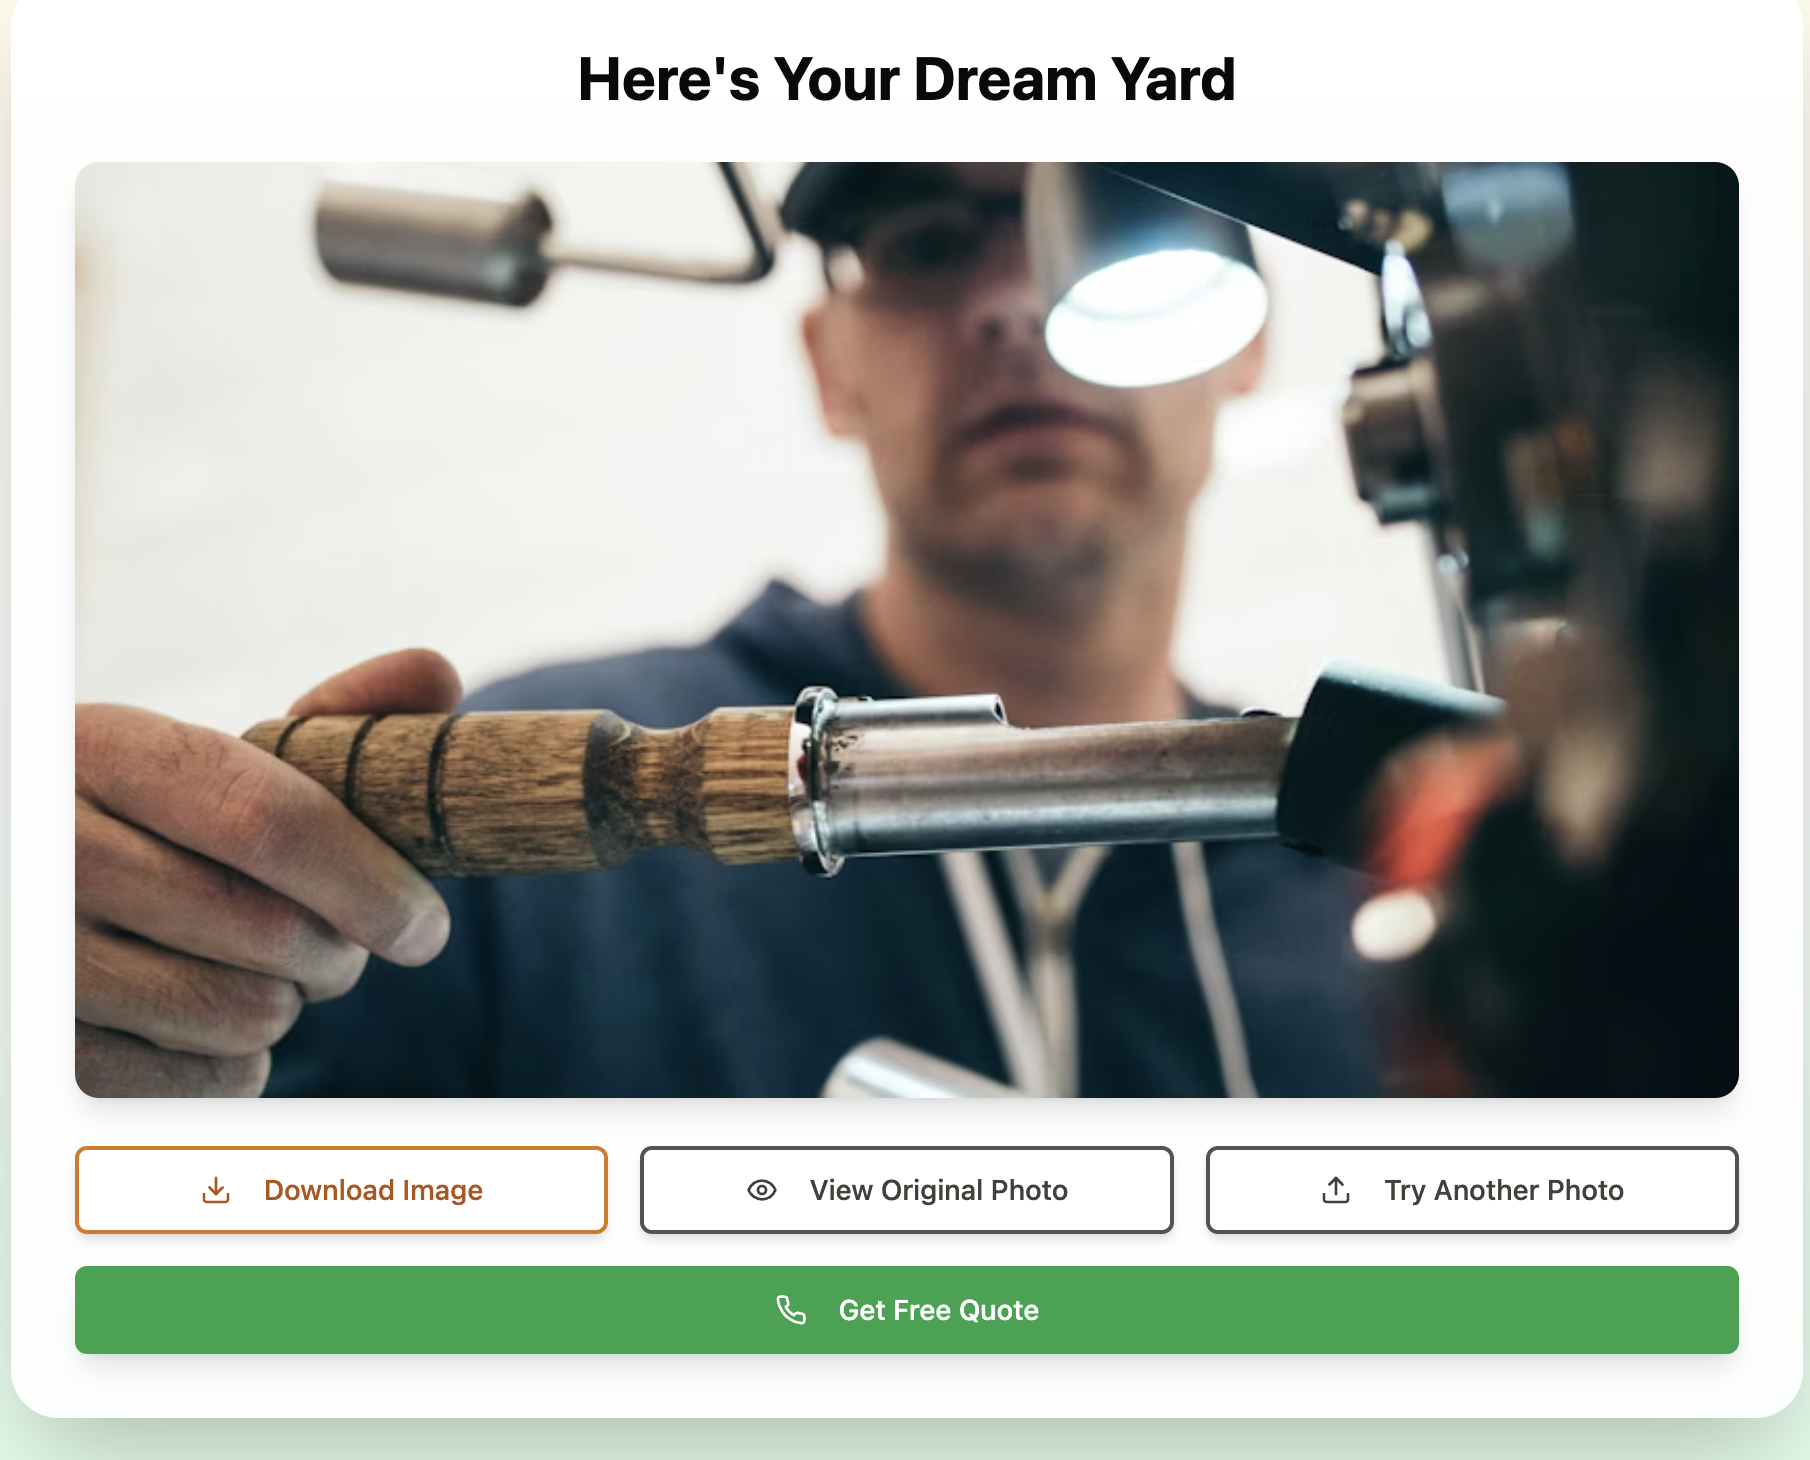 Here's Your Dream Yard
Download Image
View Original Photo
Try Another Photo
Get Free Quote